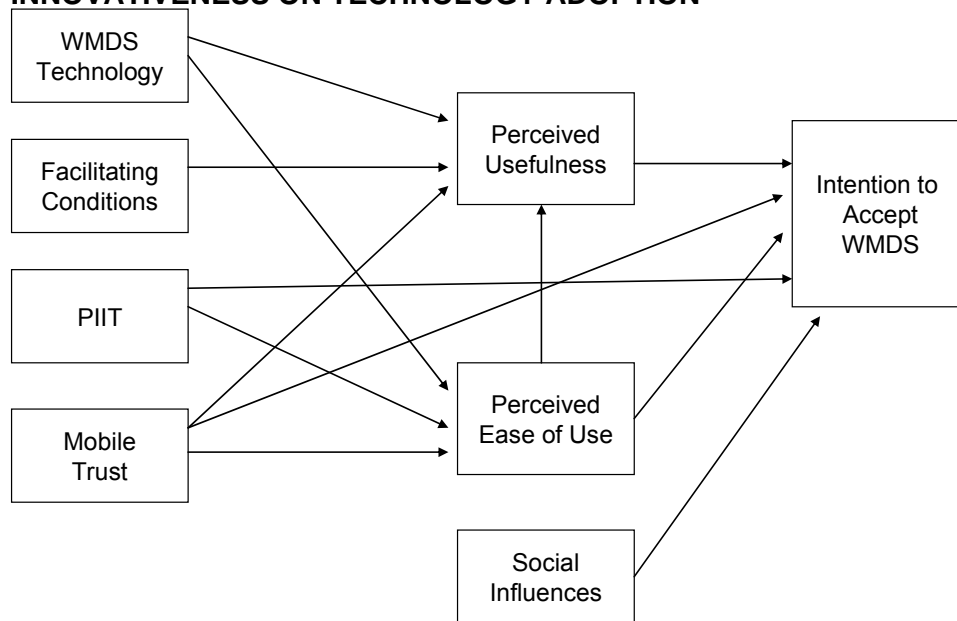 INNOVATIVENESS ON TECHNOLOGY ADOPTION
WMDS
Technology
Facilitating
Conditions
PIIT
Mobile
Trust
Perceived
Usefulness
Perceived
Ease of Use
Social
Influences
Intention to
Accept
WMDS